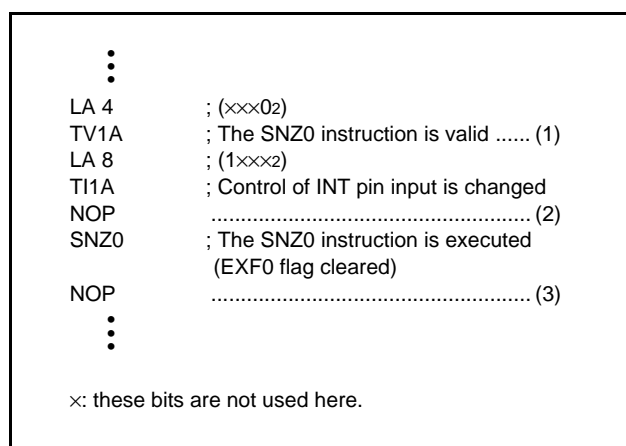 LA 4 ; (×××0₂)
TV1A ; The SNZ0 instruction is valid ...... (1)
LA 8 ; (1×××₂)
TI1A ; Control of INT pin input is changed
NOP ...................................................... (2)
SNZ0 ; The SNZ0 instruction is executed
(EXF0 flag cleared)
NOP ...................................................... (3)
×: these bits are not used here.